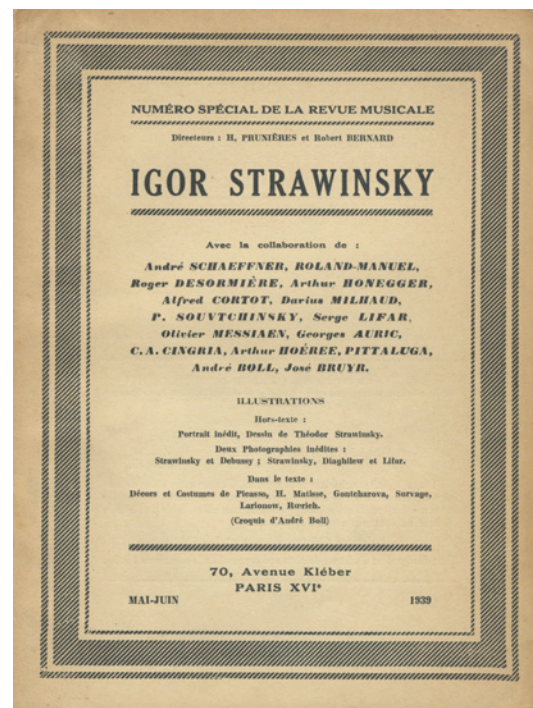 NUMÉRO SPÉCIAL DE LA REVUE MUSICALE
Directeurs : H. PRUNIÈRES et Robert BERNARD
IGOR STRAWINSKY
Avec la collaboration de :
André SCHAEFFNER, ROLAND-MANUEL,
Roger DESORMIÈRE, Arthur HONEGGER,
Alfred CORTOT, Darius MILHAUD,
P. SOUVTCHINSKY, Serge LIFAR,
Olivier MESSIAEN, Georges AURIC,
C. A. CINGRIA, Arthur HOÉREE, PITTALUGA,
André BOLL, José BRUYR.
ILLUSTRATIONS
Hors-texte :
Portrait inédit, Dessin de Théodor Strawinsky.
Deux Photographies inédites :
Strawinsky et Debussy ; Strawinsky, Diaghilew et Lifar.
Dans le texte :
Décors et Costumes de Picasso, H. Matisse, Gontcharova, Survage,
Larionow, Rœrich.
(Croquis d'André Boll)
70, Avenue Kléber
PARIS XVIᵉ
MAI-JUIN 1939